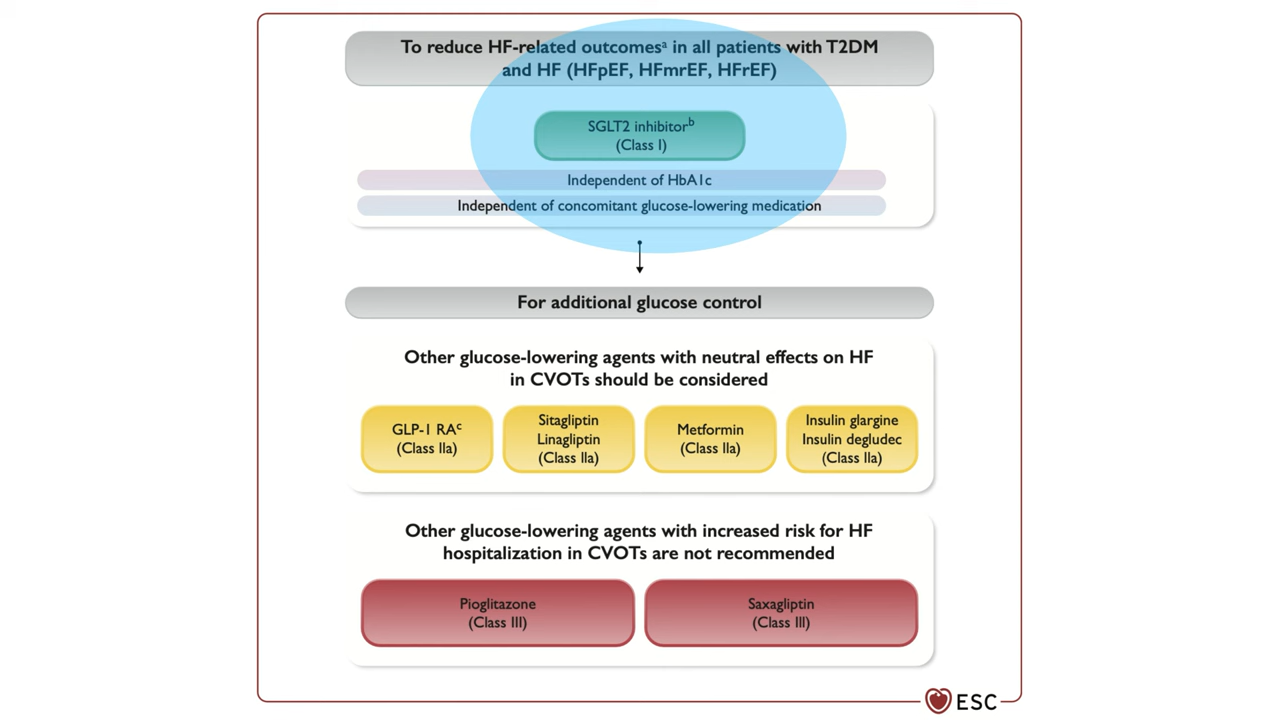 To reduce HF-related outcomesᵃ in all patients with T2DM
and HF (HFpEF, HFmrEF, HFrEF)
SGLT2 inhibitorᵇ
(Class I)
Independent of HbA1c
Independent of concomitant glucose-lowering medication
For additional glucose control
Other glucose-lowering agents with neutral effects on HF
in CVOTs should be considered
GLP-1 RAᶜ
(Class IIa)
Sitagliptin
Linagliptin
(Class IIa)
Metformin
(Class IIa)
Insulin glargine
Insulin degludec
(Class IIa)
Other glucose-lowering agents with increased risk for HF
hospitalization in CVOTs are not recommended
Pioglitazone
(Class III)
Saxagliptin
(Class III)
ESC